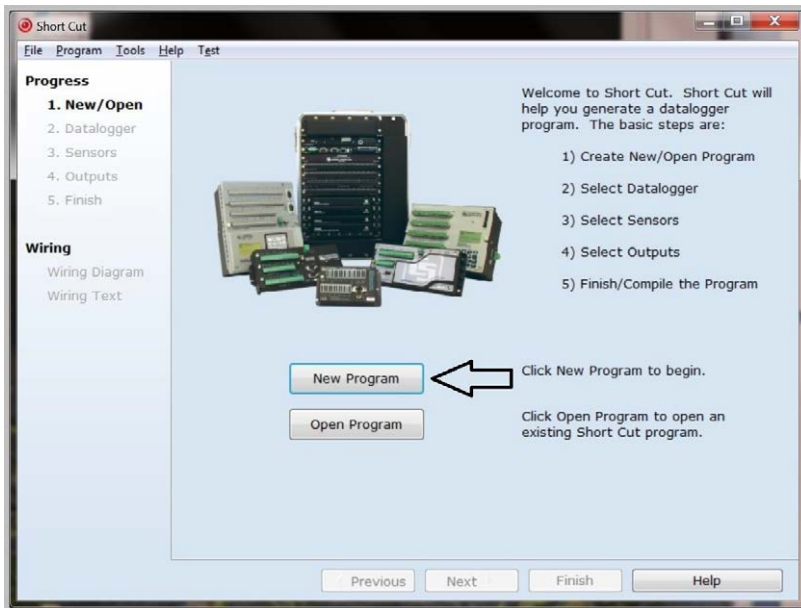 Short Cut
File Program Tools Help Test
Progress
1. New/Open
2. Datalogger
3. Sensors
4. Outputs
5. Finish
Wiring
Wiring Diagram
Wiring Text
Welcome to Short Cut. Short Cut will
help you generate a datalogger
program. The basic steps are:
1) Create New/Open Program
2) Select Datalogger
3) Select Sensors
4) Select Outputs
5) Finish/Compile the Program
New Program
Click New Program to begin.
Open Program
Click Open Program to open an
existing Short Cut program.
Previous Next Finish Help